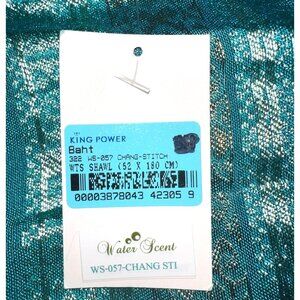 KING POWER
Baht
322 WS-057 CHANG-STITCH
WTS SHAWL (52 X 180 CM)
00003878043 42305 9
Water Scent
WS-057-CHANG STI